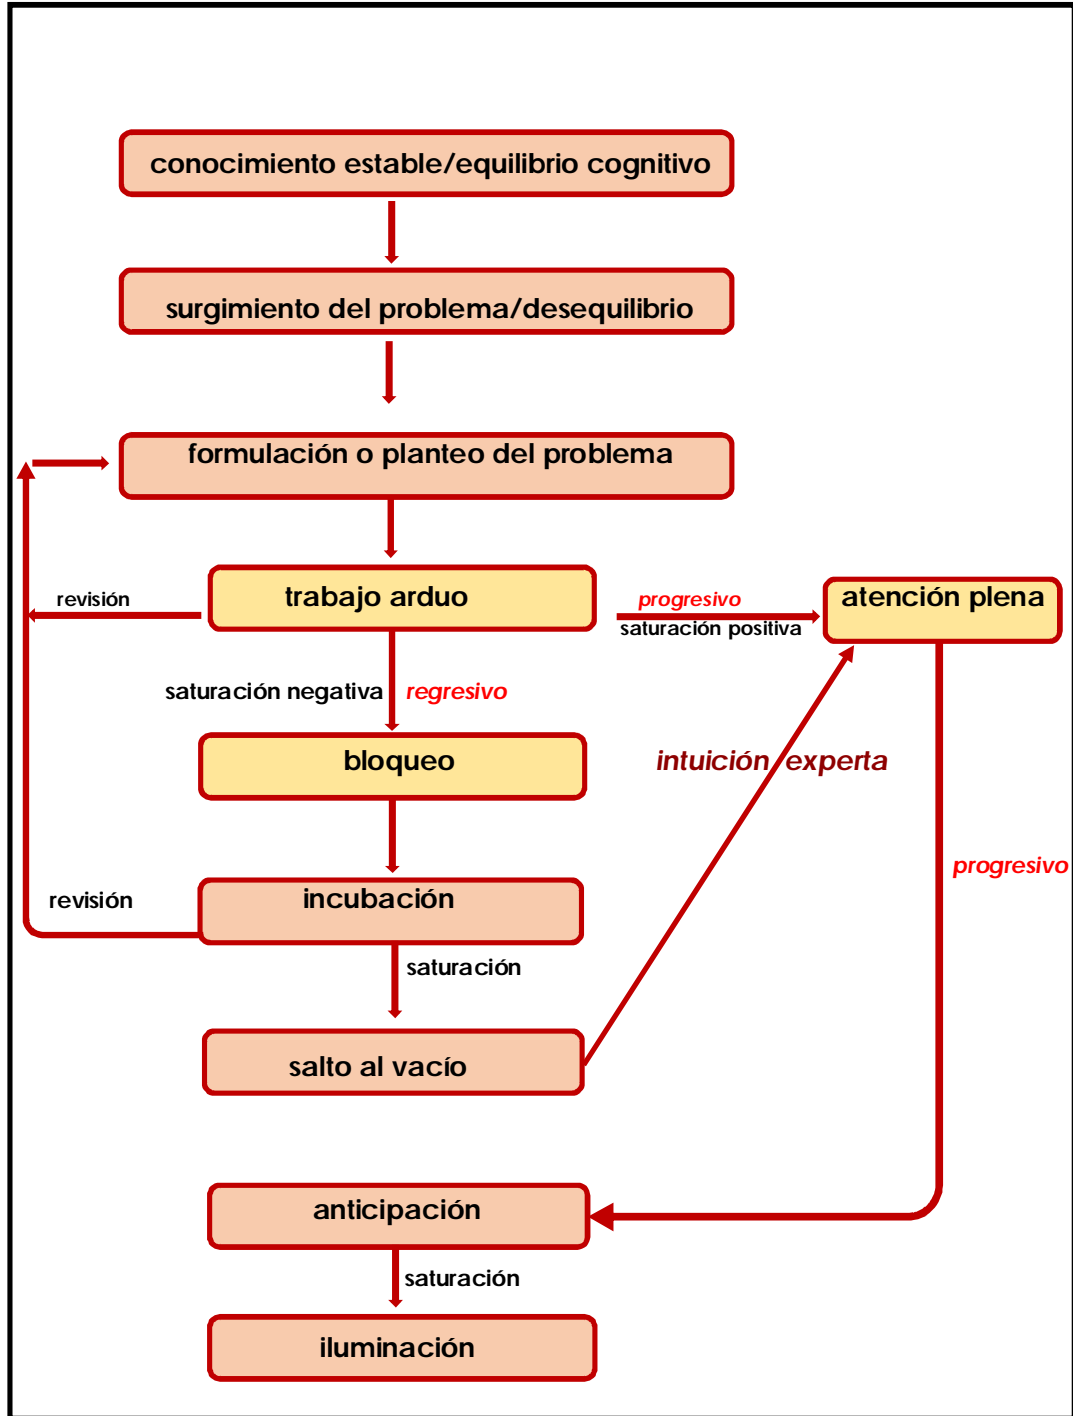 conocimiento estable/equilibrio cognitivo
surgimiento del problema/desequilibrio
formulación o planteo del problema
trabajo arduo
revisión
progresivo
saturación positiva
atención plena
saturación negativa
regresivo
bloqueo
intuición experta
progresivo
incubación
revisión
saturación
salto al vacío
anticipación
saturación
iluminación